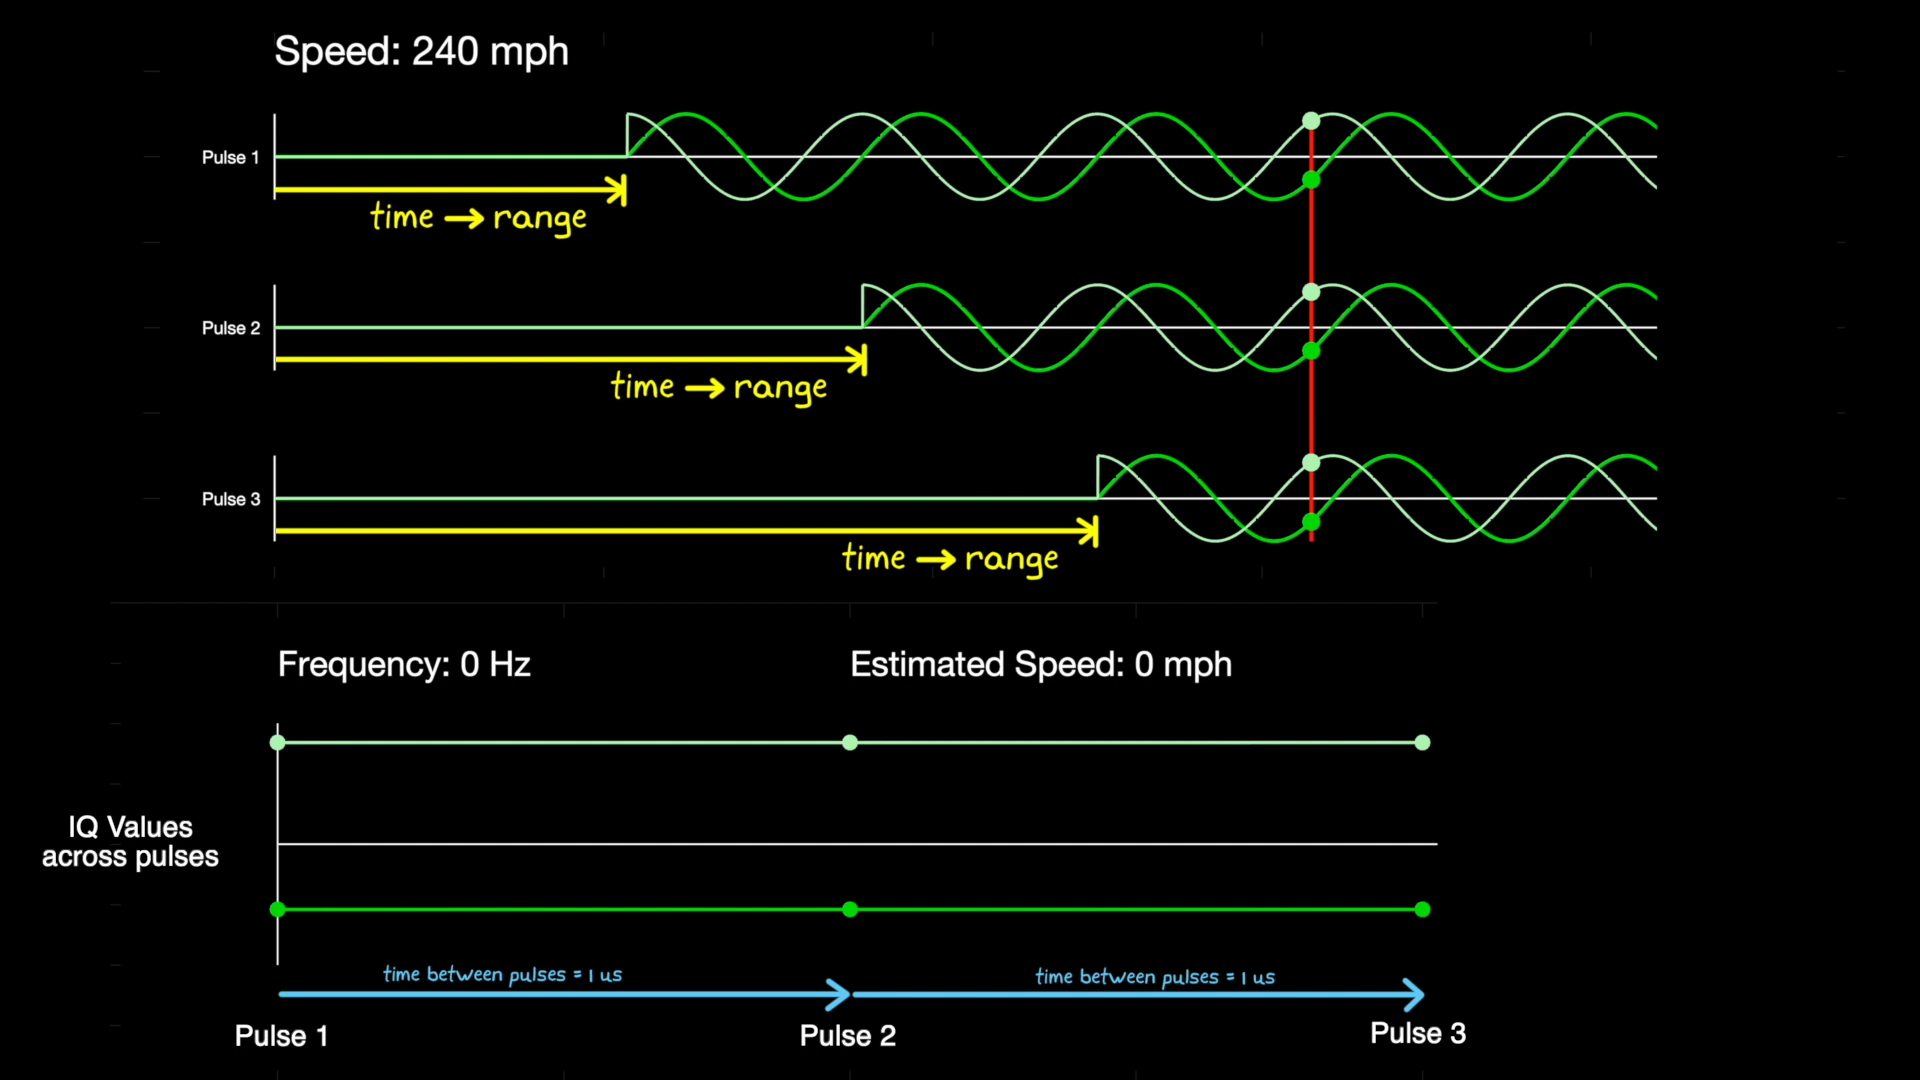 Speed: 240 mph
Pulse 1
time → range
Pulse 2
time → range
Pulse 3
time → range
Frequency: 0 Hz
Estimated Speed: 0 mph
IQ Values
across pulses
time between pulses = 1 us
time between pulses = 1 us
Pulse 1
Pulse 2
Pulse 3